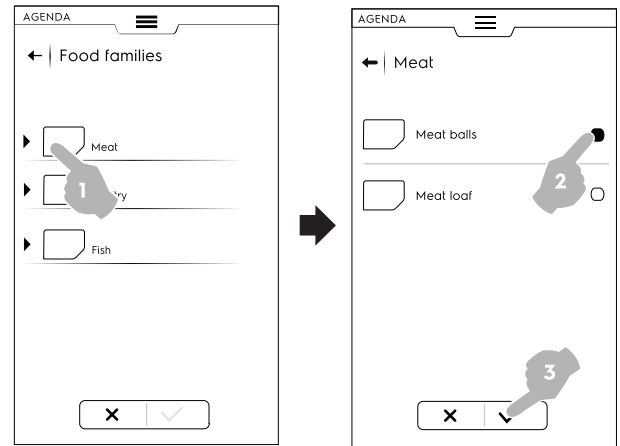 AGENDA
Food families
Meat
1
Fish
AGENDA
Meat
Meat balls
2
Meat loaf
3